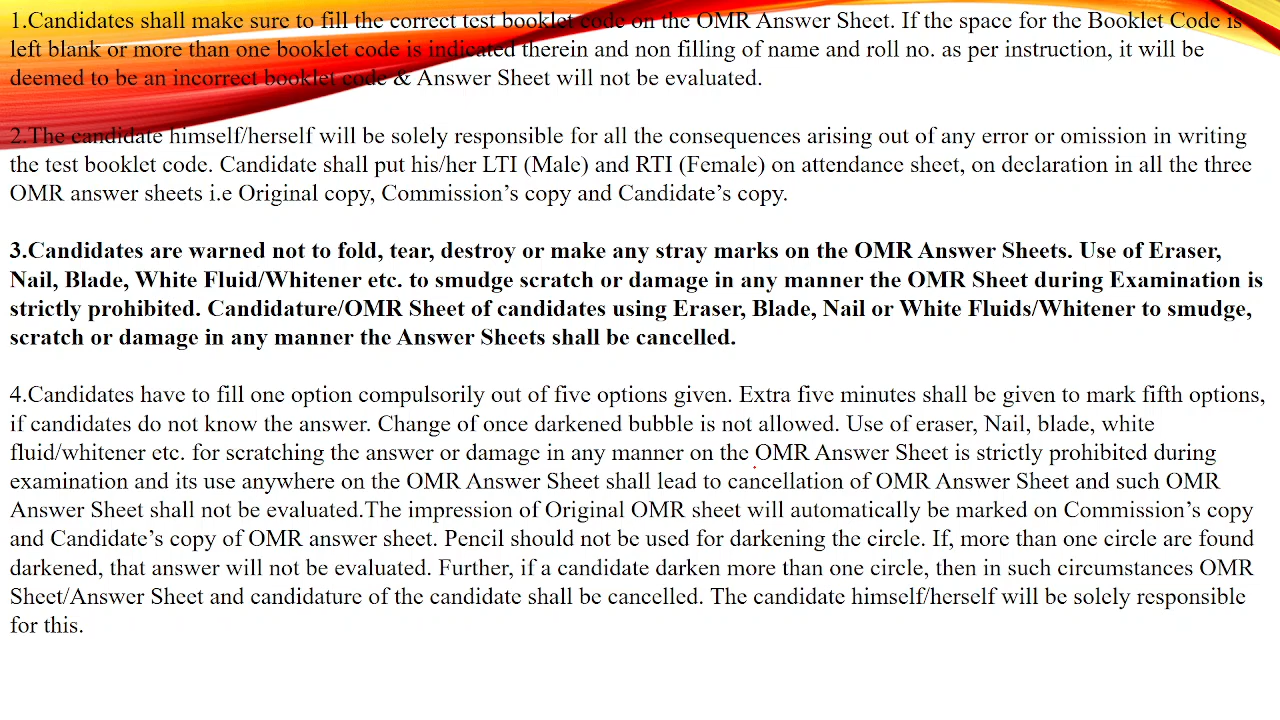 1.Candidates shall make sure to fill the correct test booklet code on the OMR Answer Sheet. If the space for the Booklet Code is
left blank or more than one booklet code is indicated therein and non filling of name and roll no. as per instruction, it will be
deemed to be an incorrect booklet code & Answer Sheet will not be evaluated.
2.The candidate himself/herself will be solely responsible for all the consequences arising out of any error or omission in writing
the test booklet code. Candidate shall put his/her LTI (Male) and RTI (Female) on attendance sheet, on declaration in all the three
OMR answer sheets i.e Original copy, Commission’s copy and Candidate’s copy.
3.Candidates are warned not to fold, tear, destroy or make any stray marks on the OMR Answer Sheets. Use of Eraser,
Nail, Blade, White Fluid/Whitener etc. to smudge scratch or damage in any manner the OMR Sheet during Examination is
strictly prohibited. Candidature/OMR Sheet of candidates using Eraser, Blade, Nail or White Fluids/Whitener to smudge,
scratch or damage in any manner the Answer Sheets shall be cancelled.
4.Candidates have to fill one option compulsorily out of five options given. Extra five minutes shall be given to mark fifth options,
if candidates do not know the answer. Change of once darkened bubble is not allowed. Use of eraser, Nail, blade, white
fluid/whitener etc. for scratching the answer or damage in any manner on the OMR Answer Sheet is strictly prohibited during
examination and its use anywhere on the OMR Answer Sheet shall lead to cancellation of OMR Answer Sheet and such OMR
Answer Sheet shall not be evaluated.The impression of Original OMR sheet will automatically be marked on Commission’s copy
and Candidate’s copy of OMR answer sheet. Pencil should not be used for darkening the circle. If, more than one circle are found
darkened, that answer will not be evaluated. Further, if a candidate darken more than one circle, then in such circumstances OMR
Sheet/Answer Sheet and candidature of the candidate shall be cancelled. The candidate himself/herself will be solely responsible
for this.